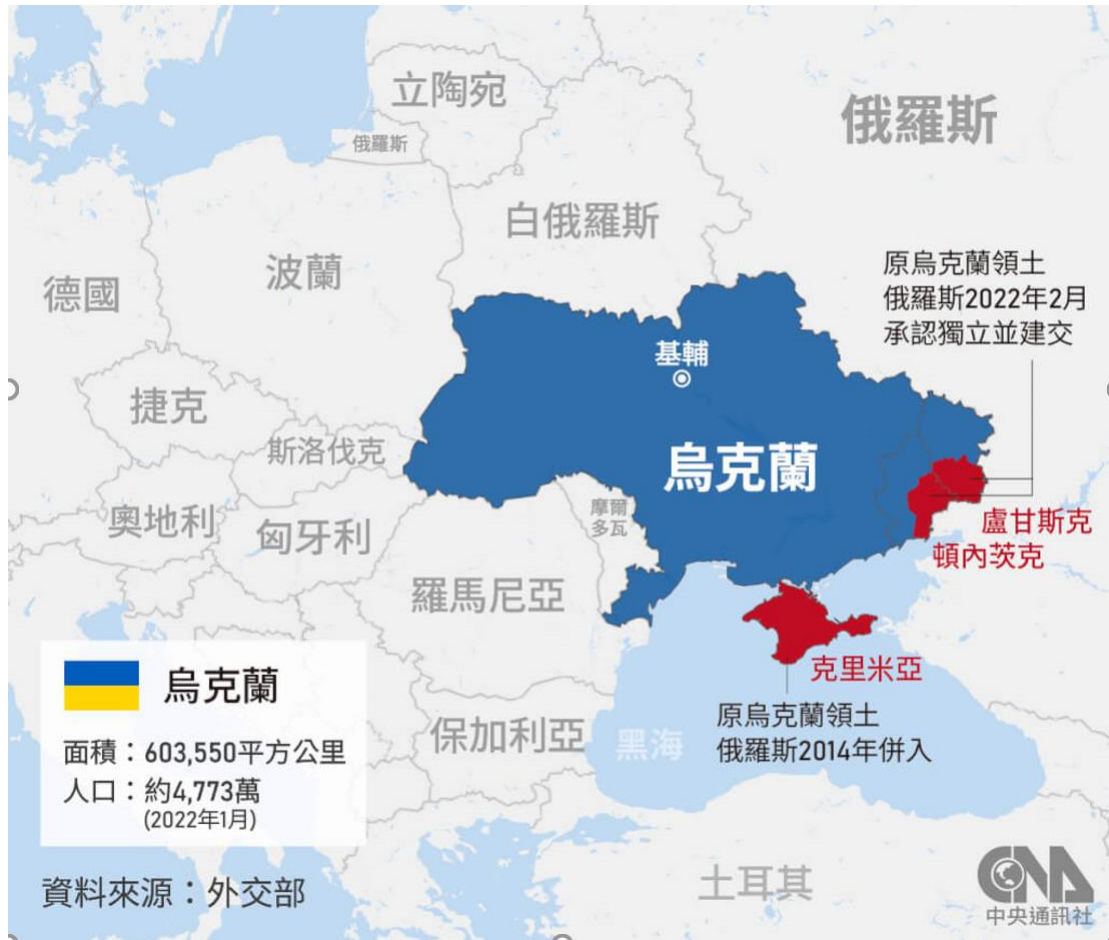 立陶宛
俄羅斯
俄羅斯
白俄羅斯
波蘭
德國
原烏克蘭領土
俄羅斯2022年2月
承認獨立並建交
基輔
捷克
斯洛伐克
烏克蘭
奧地利
匈牙利
摩爾
多瓦
盧甘斯克
頓內茨克
羅馬尼亞
克里米亞
原烏克蘭領土
俄羅斯2014年併入
保加利亞
黑海
烏克蘭
面積：603,550平方公里
人口：約4,773萬
(2022年1月)
土耳其
資料來源：外交部
CNA
中央通訊社